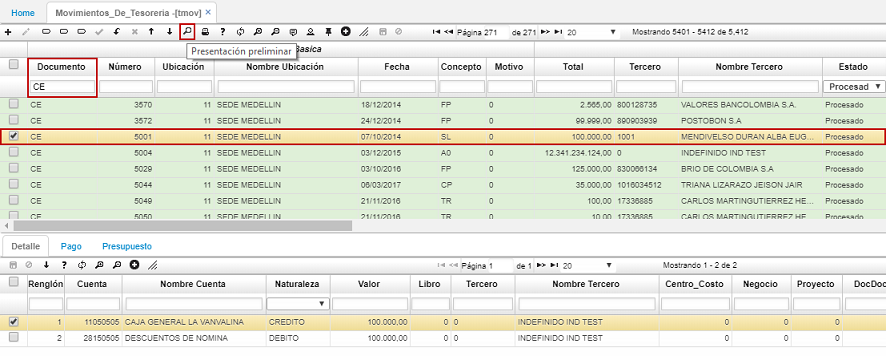 Home Movimientos_De_Tesoreria -[tmov] ×
Página 271 de 271 20 Mostrando 5401 - 5412 de 5,412
Presentación preliminar Basica
Documento Número Ubicación Nombre Ubicación Fecha Concepto Motivo Total Tercero Nombre Tercero Estado
CE Procesad
CE 3570 11 SEDE MEDELLIN 18/12/2014 FP 0 2.565,00 800128735 VALORES BANCOLOMBIA S.A. Procesado
CE 3572 11 SEDE MEDELLIN 24/12/2014 FP 0 99.999,00 890903939 POSTOBON S.A Procesado
CE 5001 11 SEDE MEDELLIN 07/10/2014 SL 0 100.000,00 1001 MENDIVELSO DURAN ALBA EUG... Procesado
CE 5004 11 SEDE MEDELLIN 03/12/2015 A0 0 12.341.234.124,00 0 INDEFINIDO IND TEST Procesado
CE 5029 11 SEDE MEDELLIN 03/10/2016 FP 0 125.000,00 830066134 BRIO DE COLOMBIA S.A Procesado
CE 5044 11 SEDE MEDELLIN 06/03/2017 CP 0 35.000,00 1016034512 TRIANA LIZARAZO JEISON JAIR Procesado
CE 5049 11 SEDE MEDELLIN 21/11/2016 TR 0 100,00 17336885 CARLOS MARTINGUTIERREZ HE... Procesado
CE 5050 11 SEDE MEDELLIN 21/11/2016 TR 0 10,00 17336885 CARLOS MARTINGUTIERREZ HE... Procesado
Detalle Pago Presupuesto
Página 1 de 1 20 Mostrando 1 - 2 de 2
Renglón Cuenta Nombre Cuenta Naturaleza Valor Libro Tercero Nombre Tercero Centro_Costo Negocio Proyecto DocDoc
1 11050505 CAJA GENERAL LA VANVALINA CREDITO 100.000,00 0 0 INDEFINIDO IND TEST 0 0 0
2 28150505 DESCUENTOS DE NOMINA DEBITO 100.000,00 0 0 INDEFINIDO IND TEST 0 0 0